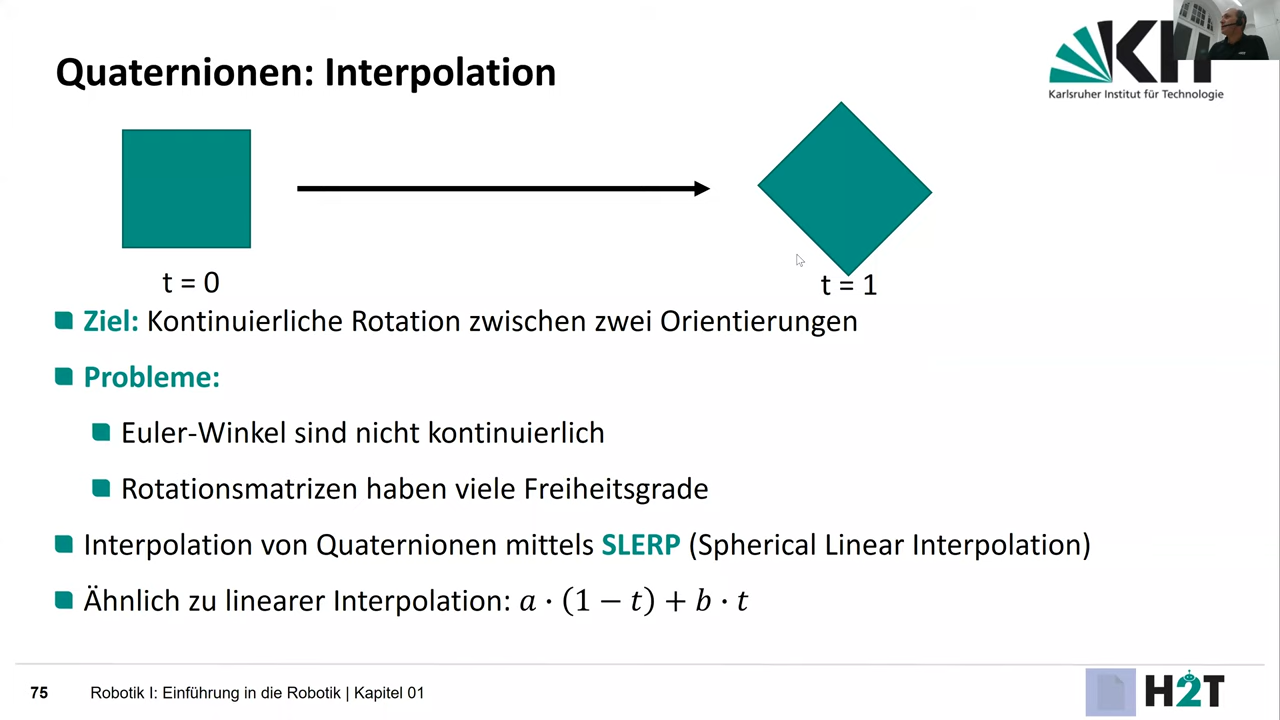 Quaternionen: Interpolation
KIT
Karlsruher Institut für Technologie
t = 0
t = 1
Ziel: Kontinuierliche Rotation zwischen zwei Orientierungen
Probleme:
Euler-Winkel sind nicht kontinuierlich
Rotationsmatrizen haben viele Freiheitsgrade
Interpolation von Quaternionen mittels SLERP (Spherical Linear Interpolation)
Ähnlich zu linearer Interpolation: a · (1 − t) + b · t
75 Robotik I: Einführung in die Robotik | Kapitel 01
H2T